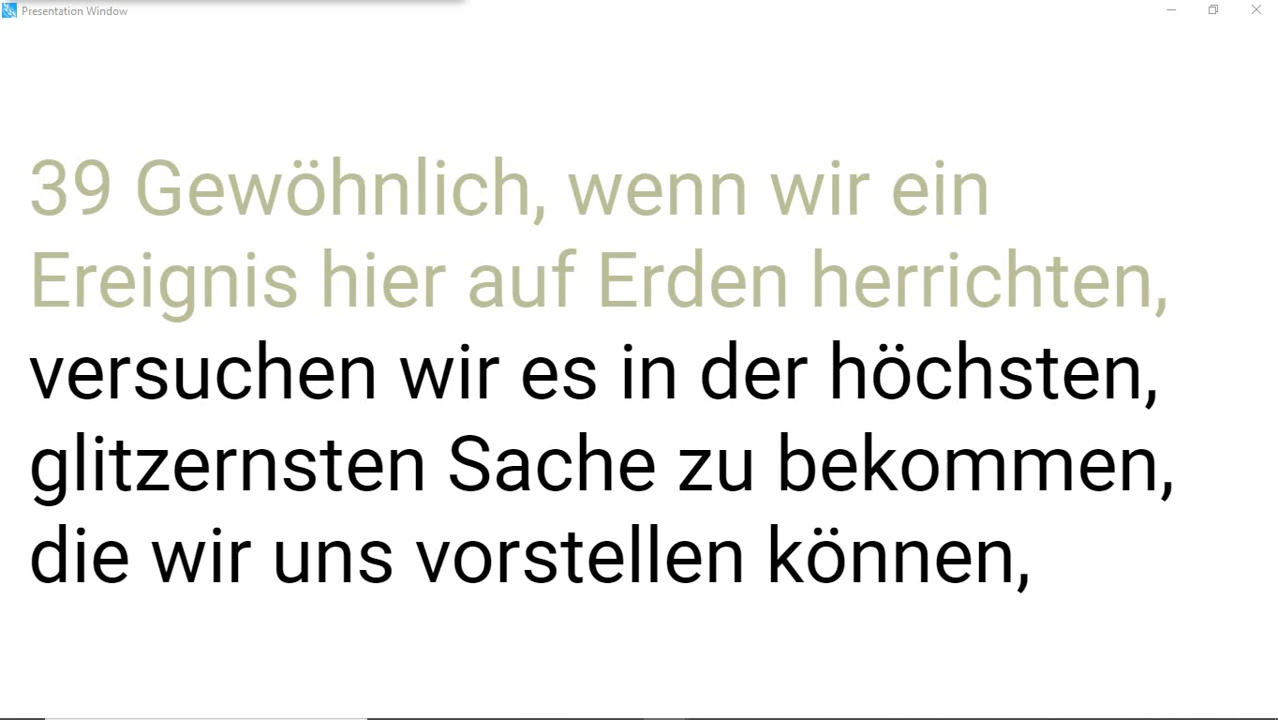 Presentation Window
39 Gewöhnlich, wenn wir ein
Ereignis hier auf Erden herrichten,
versuchen wir es in der höchsten,
glitzernsten Sache zu bekommen,
die wir uns vorstellen können,